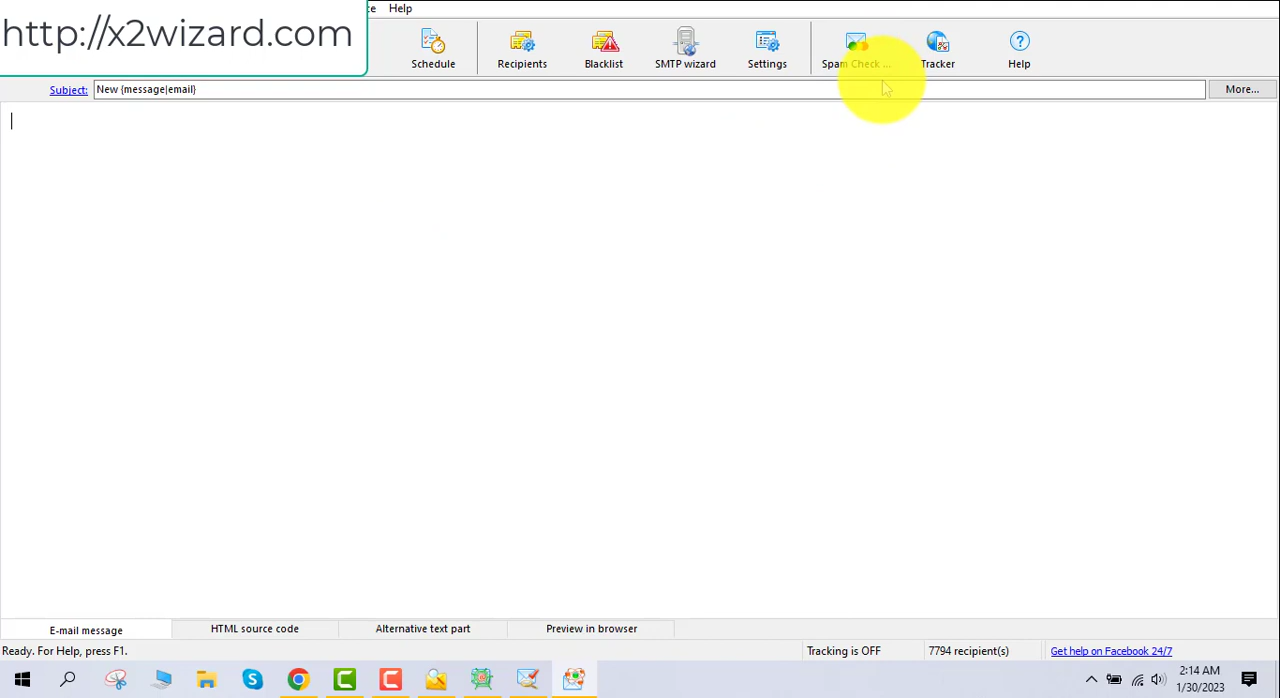 http://x2wizard.com
ce Help
Schedule Recipients Blacklist SMTP wizard Settings Spam Check ... Tracker Help
Subject: New {message|email} More...
E-mail message HTML source code Alternative text part Preview in browser
Ready. For Help, press F1. Tracking is OFF 7794 recipient(s) Get help on Facebook 24/7
2:14 AM
1/30/2023